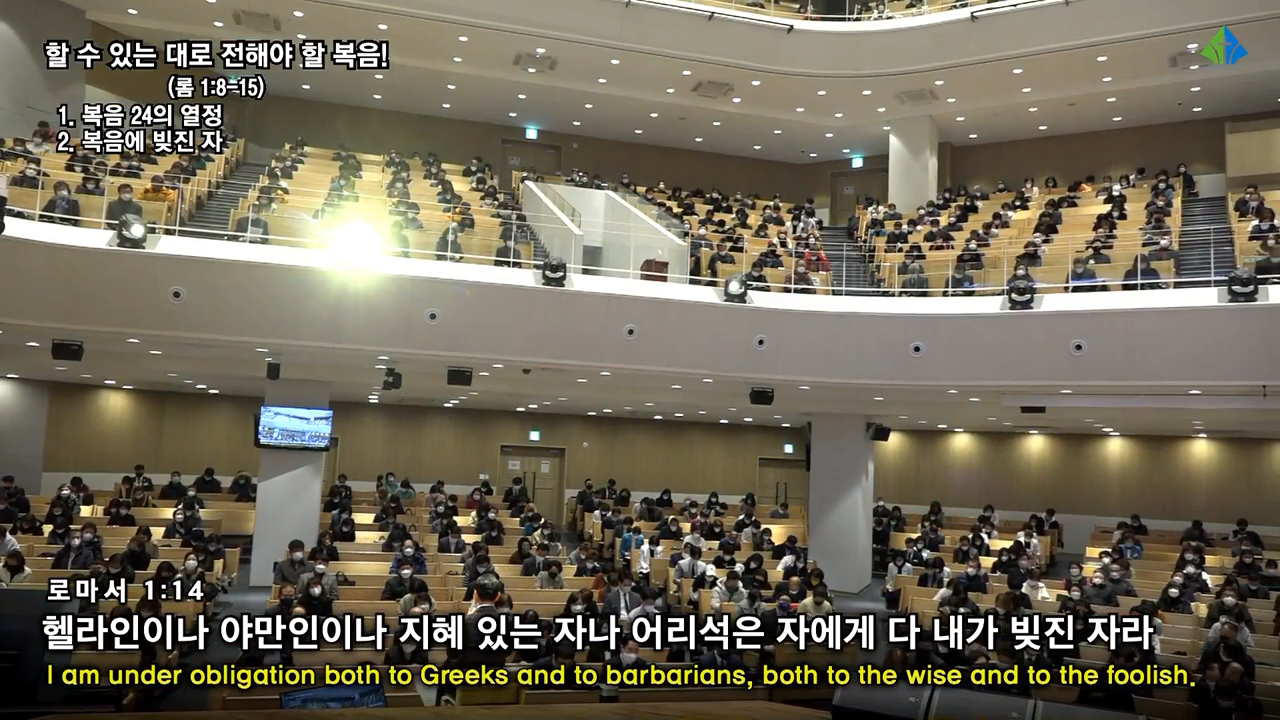 할 수 있는 대로 전해야 할 복음!
(롬 1:8-15)
1. 복음 24의 열정
2. 복음에 빚진 자
로마서 1:14
헬라인이나 야만인이나 지혜 있는 자나 어리석은 자에게 다 내가 빚진 자라
I am under obligation both to Greeks and to barbarians, both to the wise and to the foolish.